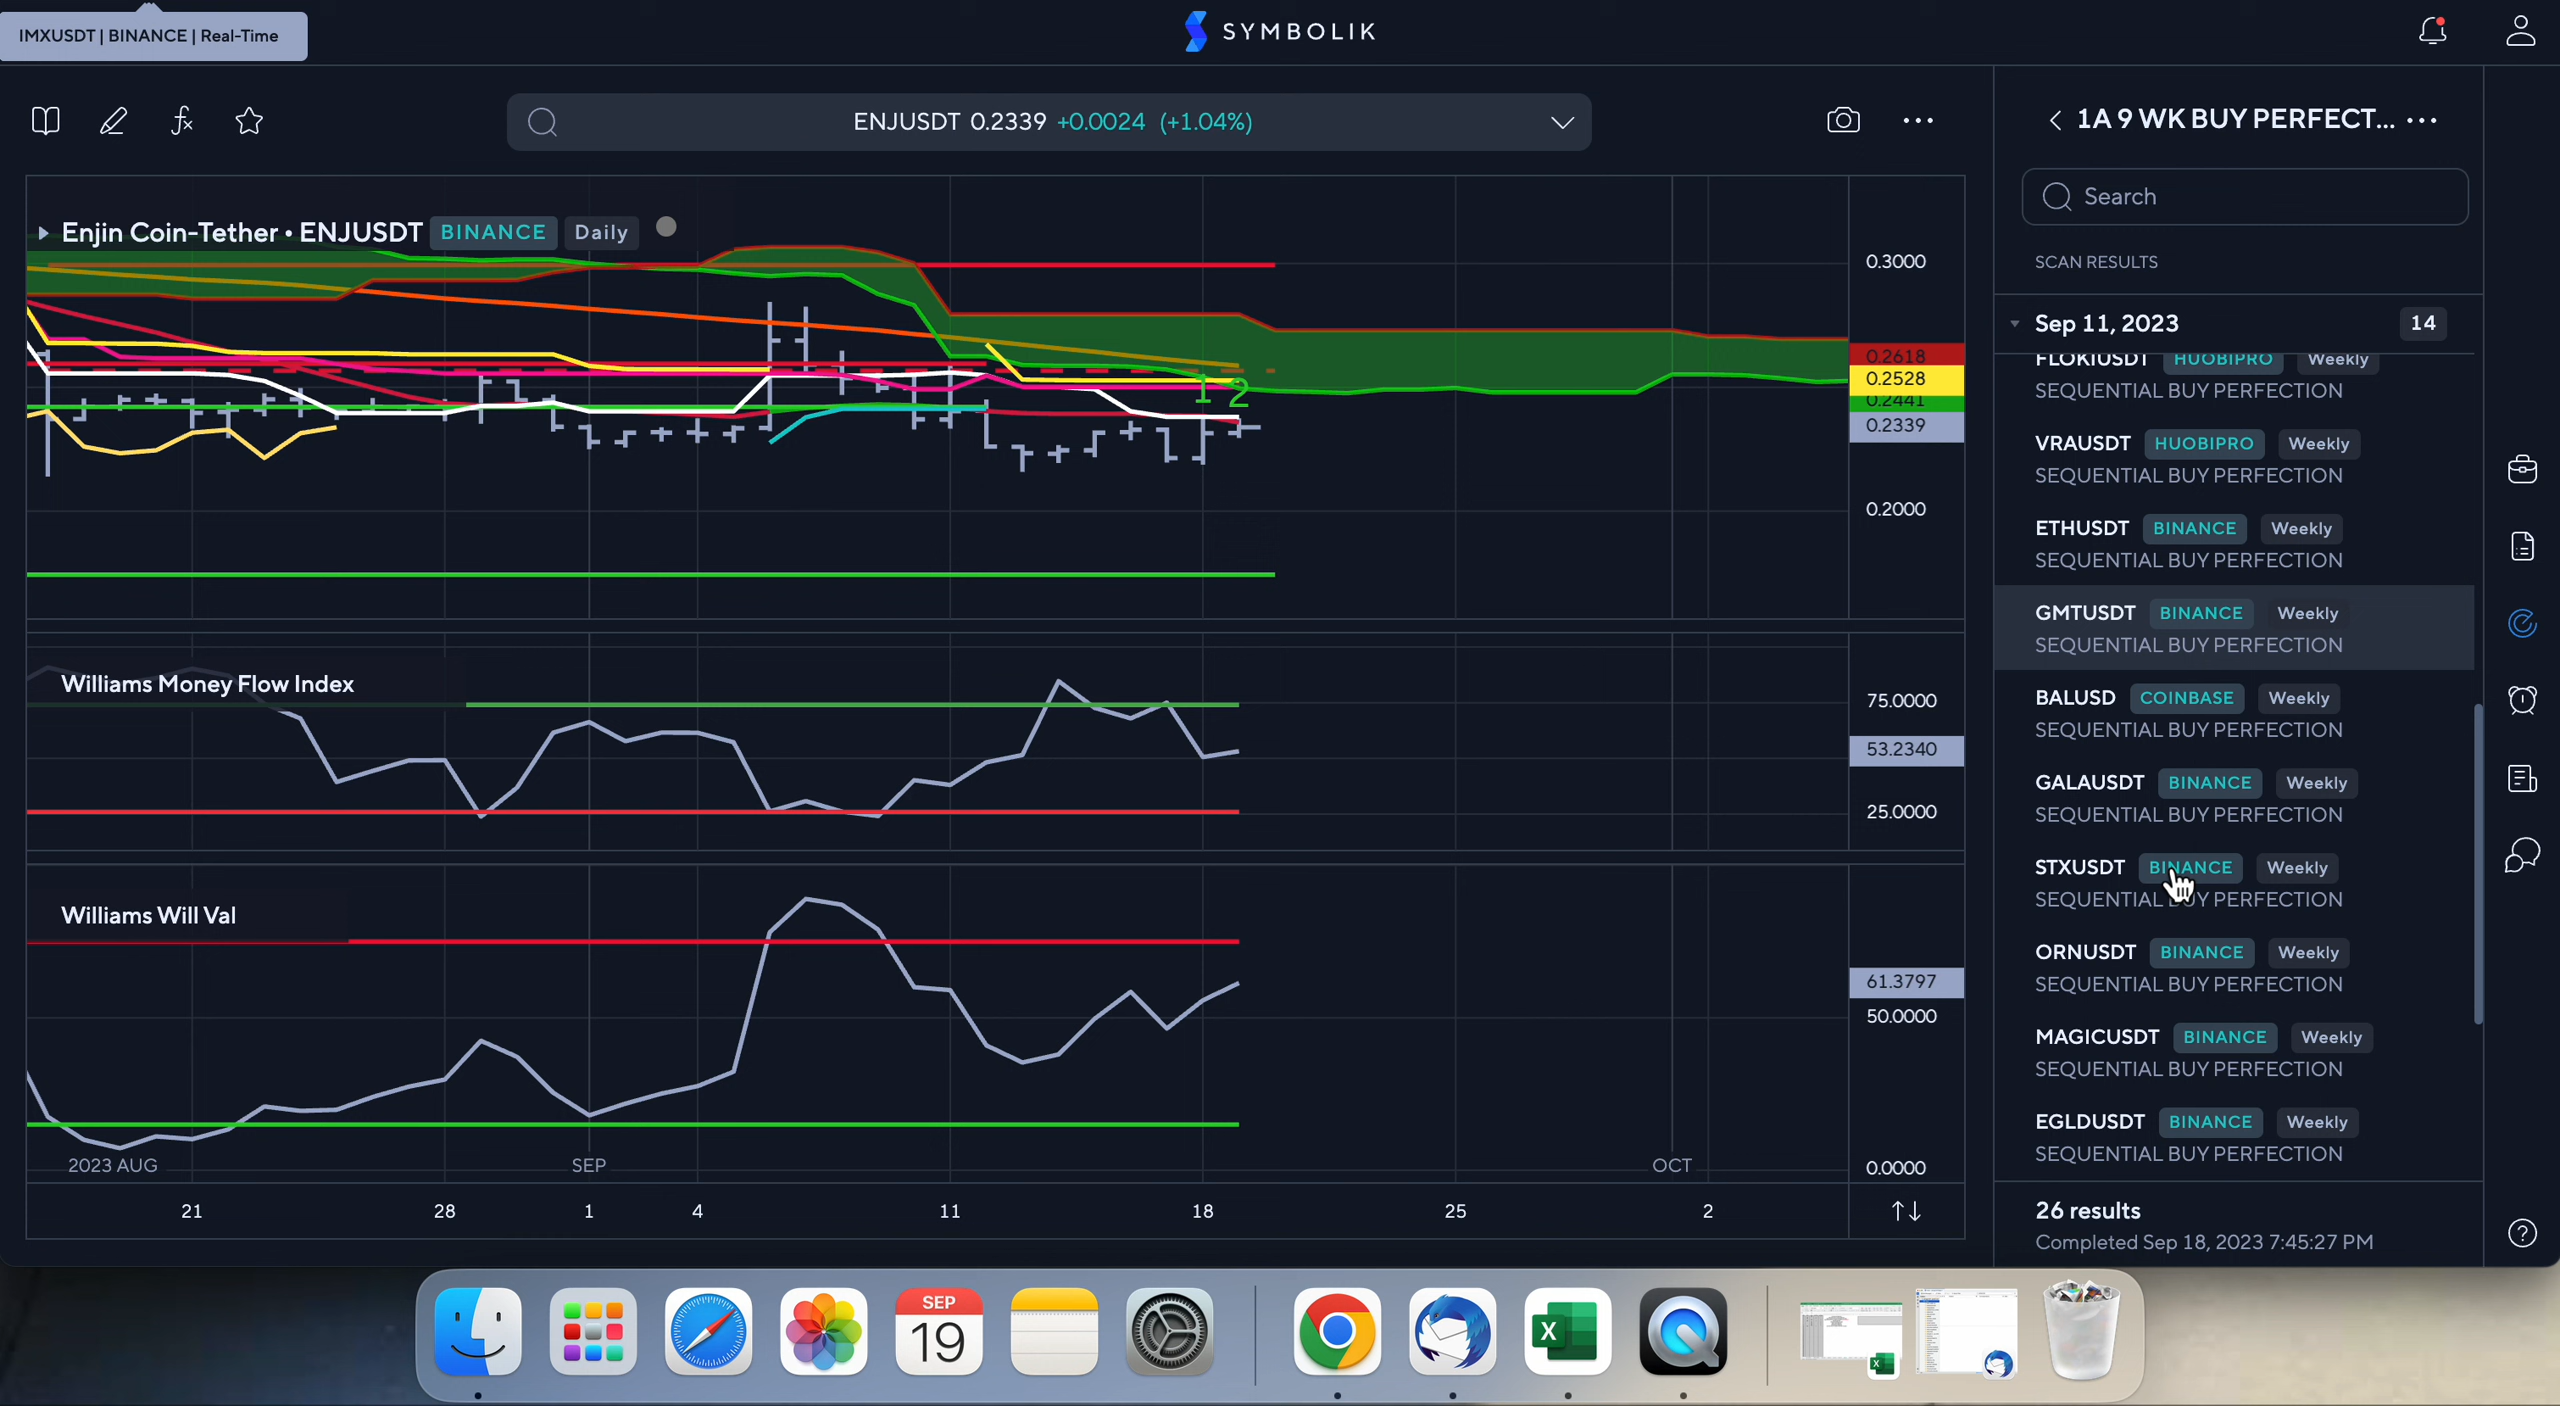 IMXUSDT | BINANCE | Real-Time
SYMBOLIK
ENJUSDT 0.2339 +0.0024 (+1.04%)
1A 9 WK BUY PERFECT...
Search
SCAN RESULTS
Sep 11, 2023 14
FLOKIUSDT HUOBIPRO Weekly
SEQUENTIAL BUY PERFECTION
VRAUSDT HUOBIPRO Weekly
SEQUENTIAL BUY PERFECTION
ETHUSDT BINANCE Weekly
SEQUENTIAL BUY PERFECTION
GMTUSDT BINANCE Weekly
SEQUENTIAL BUY PERFECTION
BALUSD COINBASE Weekly
SEQUENTIAL BUY PERFECTION
GALAUSDT BINANCE Weekly
SEQUENTIAL BUY PERFECTION
STXUSDT BINANCE Weekly
SEQUENTIAL BUY PERFECTION
ORNUSDT BINANCE Weekly
SEQUENTIAL BUY PERFECTION
MAGICUSDT BINANCE Weekly
SEQUENTIAL BUY PERFECTION
EGLDUSDT BINANCE Weekly
SEQUENTIAL BUY PERFECTION
26 results
Completed Sep 18, 2023 7:45:27 PM
Enjin Coin-Tether • ENJUSDT BINANCE Daily
1 2
0.3000
0.2618
0.2528
0.2441
0.2339
0.2000
Williams Money Flow Index
75.0000
53.2340
25.0000
Williams Will Val
61.3797
50.0000
0.0000
2023 AUG SEP OCT
21 28 1 4 11 18 25 2
SEP
19